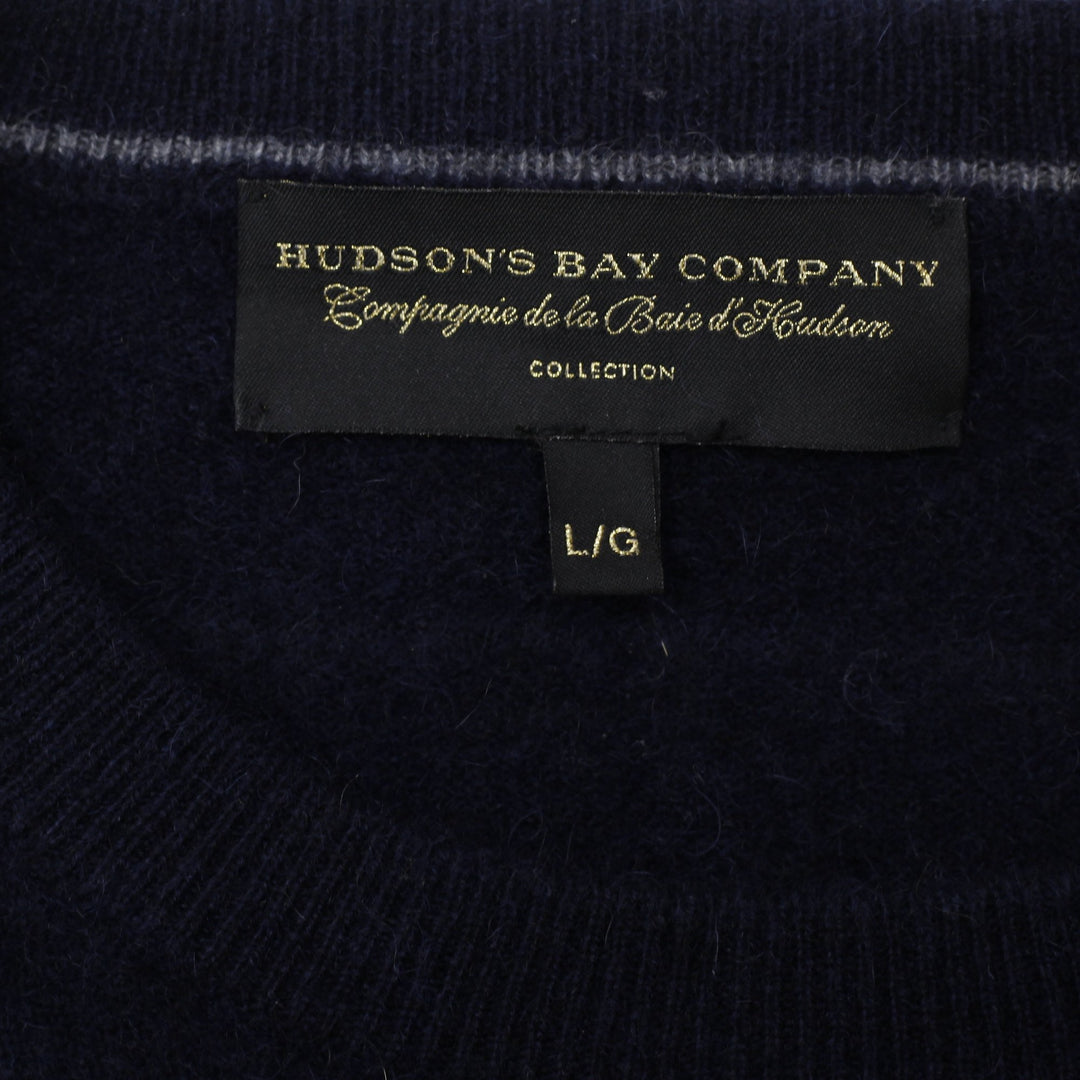 HUDSON'S BAY COMPANY
Compagnie de la Baie d'Hudson
COLLECTION
L/G